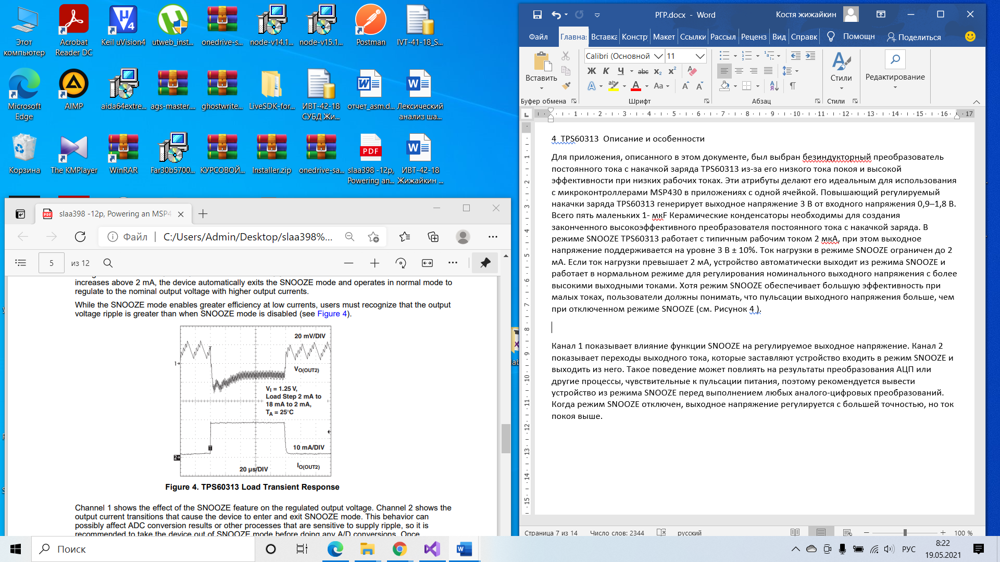 Этот компьютер
Acrobat Reader DC
Keil uVision4
utweb_inst...
onedrive-s...
node-v14.1...
node-v15.1...
Postman
IVT-41-18_S...
Microsoft Edge
AIMP
aida64extre...
ags-master....
ghostwrite...
LiveSDK-for...
ИВТ-42-18 СУБД Жи...
отчет_asm.d...
Лексический анализ ша...
Корзина
The KMPlayer
WinRAR
Far30b5700...
КУРСОВОЙ...
Installer.zip
onedrive-sa...
slaa398 -12p, Powering an...
ИВТ-42-18 Жижайкин ...
slaa398 -12p, Powering an MSP4
Файл
C:/Users/Admin/Desktop/slaa398%...
5
из 12
increases above 2 mA, the device automatically exits the SNOOZE mode and operates in normal mode to
regulate to the nominal output voltage with higher output currents.
While the SNOOZE mode enables greater efficiency at low currents, users must recognize that the output
voltage ripple is greater than when SNOOZE mode is disabled (see Figure 4).
20 mV/DIV
1
VO(OUT2)
VI = 1.25 V,
Load Step 2 mA to
18 mA to 2 mA,
TA = 25°C
10 mA/DIV
2
IO(OUT2)
20 µs/DIV
Figure 4. TPS60313 Load Transient Response
Channel 1 shows the effect of the SNOOZE feature on the regulated output voltage. Channel 2 shows the
output current transitions that cause the device to enter and exit SNOOZE mode. This behavior can
possibly affect ADC conversion results or other processes that are sensitive to supply ripple, so it is
recommended to take the device out of SNOOZE mode before doing any A/D conversions. Once
РГР.docx - Word
Костя жижайкин
Файл
Главна
Вставка
Констр
Макет
Ссылки
Рассыл
Реценз
Вид
Справк
Помощн
Поделиться
Вставить
Calibri (Основной
11
Ж К Ч abc x₂ x²
Aa
Стили
Редактирование
Буфер обмена
Шрифт
Абзац
Стили
1 2 3 4 5 6 7 8 9 10 11 12 13 14 15 16 17
4 TPS60313 Описание и особенности
Для приложения, описанного в этом документе, был выбран безиндукторный преобразователь
постоянного тока с накачкой заряда TPS60313 из-за его низкого тока покоя и высокой
эффективности при низких рабочих токах. Эти атрибуты делают его идеальным для использования
с микроконтроллерами MSP430 в приложениях с одной ячейкой. Повышающий регулируемый
накачки заряда TPS60313 генерирует выходное напряжение 3 В от входного напряжения 0,9–1,8 В.
Всего пять маленьких 1- мкF Керамические конденсаторы необходимы для создания
законченного высокоэффективного преобразователя постоянного тока с накачкой заряда. В
режиме SNOOZE TPS60313 работает с типичным рабочим током 2 мкА, при этом выходное
напряжение поддерживается на уровне 3 В ± 10%. Ток нагрузки в режиме SNOOZE ограничен до 2
мА. Если ток нагрузки превышает 2 мА, устройство автоматически выходит из режима SNOOZE и
работает в нормальном режиме для регулирования номинального выходного напряжения с более
высокими выходными токами. Хотя режим SNOOZE обеспечивает большую эффективность при
малых токах, пользователи должны понимать, что пульсации выходного напряжения больше, чем
при отключенном режиме SNOOZE (см. Рисунок 4 ).
Канал 1 показывает влияние функции SNOOZE на регулируемое выходное напряжение. Канал 2
показывает переходы выходного тока, которые заставляют устройство входить в режим SNOOZE и
выходить из него. Такое поведение может повлиять на результаты преобразования АЦП или
другие процессы, чувствительные к пульсации питания, поэтому рекомендуется вывести
устройство из режима SNOOZE перед выполнением любых аналого-цифровых преобразований.
Когда режим SNOOZE отключен, выходное напряжение регулируется с большей точностью, но ток
покоя выше.
Страница 7 из 14
Число слов: 2344
русский
100 %
Поиск
РУС
8:22
19.05.2021